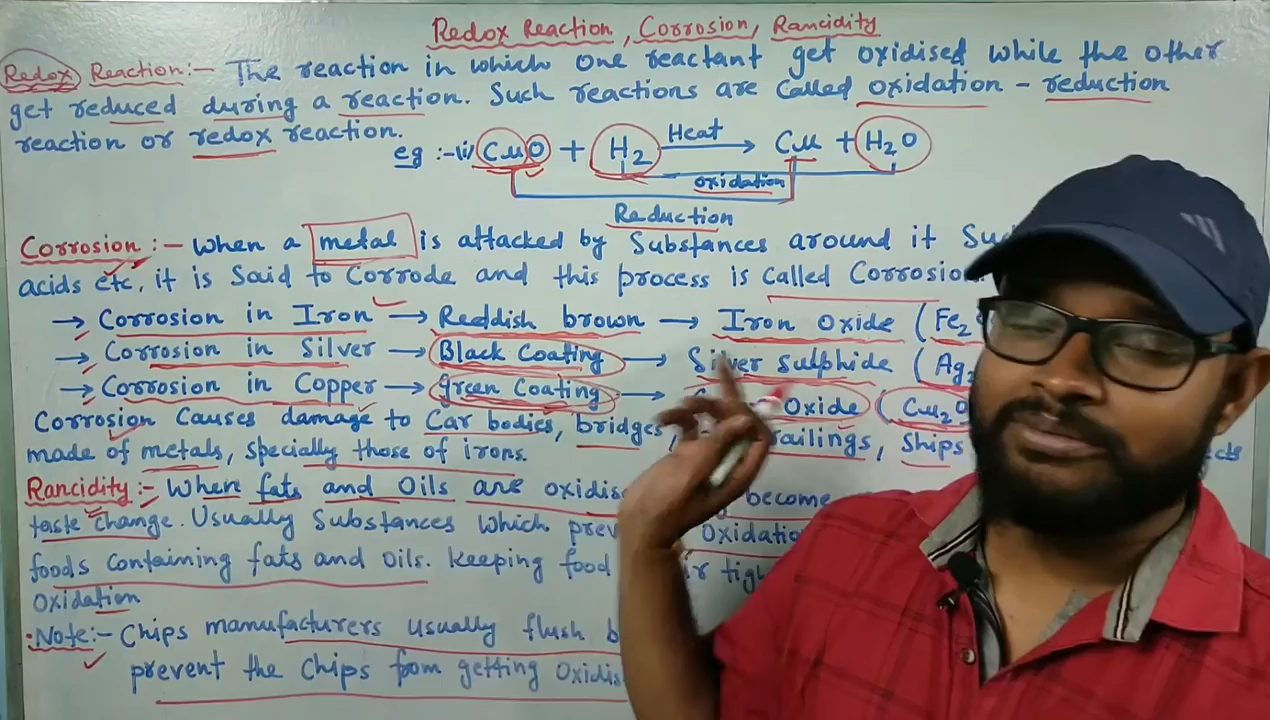 Redox Reaction, Corrosion, Rancidity
Redox Reaction:- The reaction in which one reactant get oxidised while the other
get reduced during a reaction. Such reactions are called oxidation - reduction
reaction or redox reaction.
eg :-(i) CuO + H2 Heat → Cu + H2O
Oxidation
Reduction
Corrosion :- When a metal is attacked by Substances around it
acids etc, it is Said to Corrode and this process is called Corrosion
→ Corrosion in Iron → Reddish brown → Iron Oxide (Fe2
→ Corrosion in Silver → Black Coating → Silver Sulphide (Ag2
→ Corrosion in Copper → green Coating → Oxide (Cu2O
Corrosion Causes damage to Car bodies, bridges, railings, Ships
made of metals, Specially those of irons.
Rancidity :- When fats and Oils are become
taste change. Usually Substances which Oxidation
foods Containing fats and Oils. Keeping food tight
Oxidation
Note:- Chips manufacturers usually flush
prevent the Chips from getting